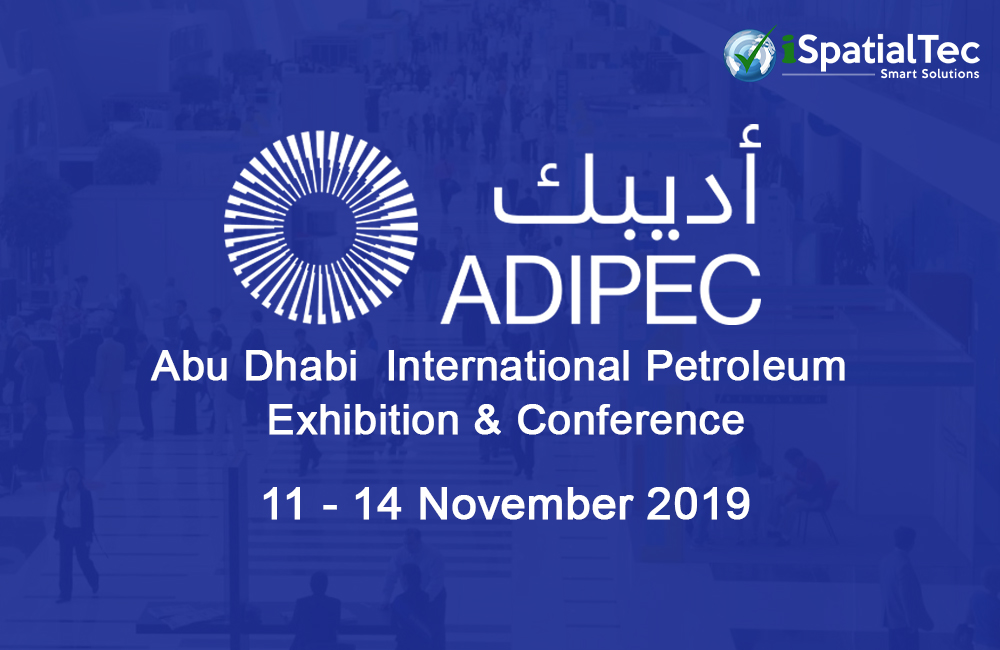 iSpatialTec
Smart Solutions
أديبك
ADIPEC
Abu Dhabi International Petroleum
Exhibition & Conference
11 - 14 November 2019